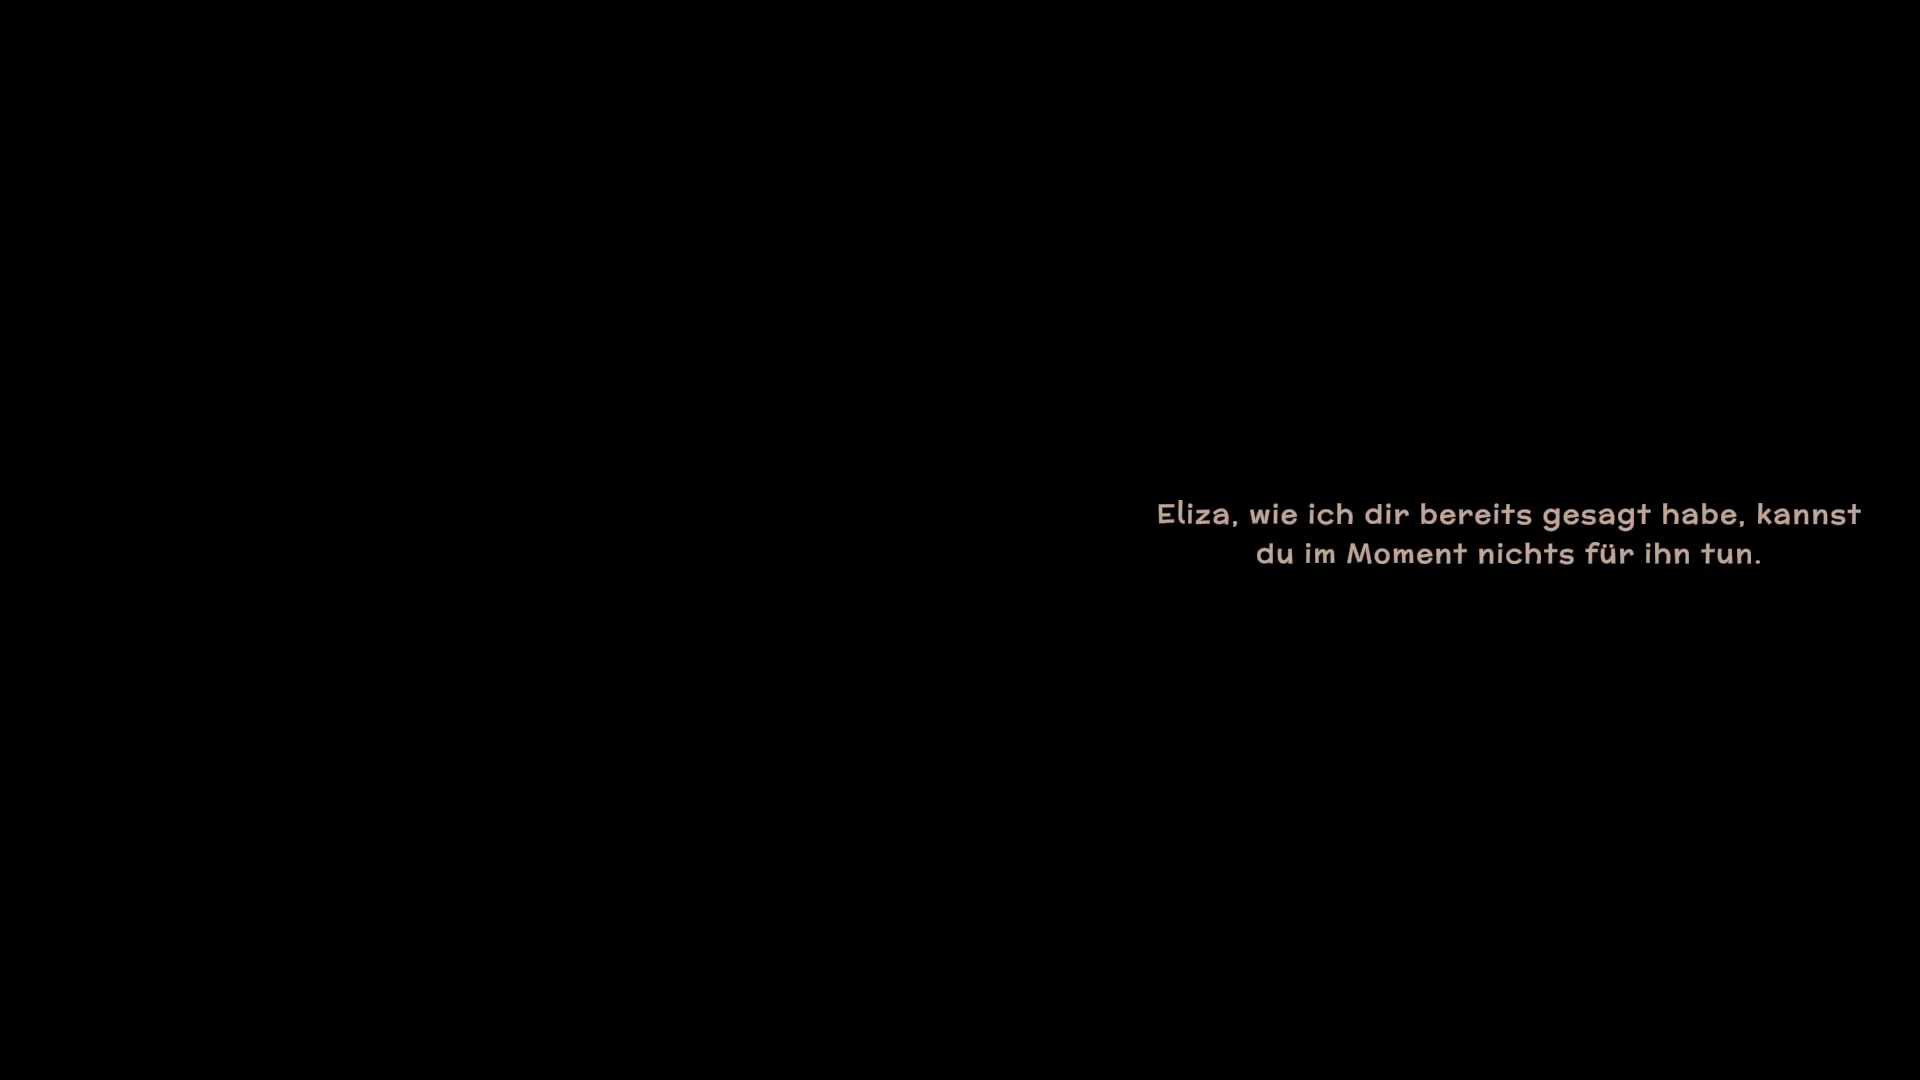 Eliza, wie ich dir bereits gesagt habe, kannst
du im Moment nichts für ihn tun.